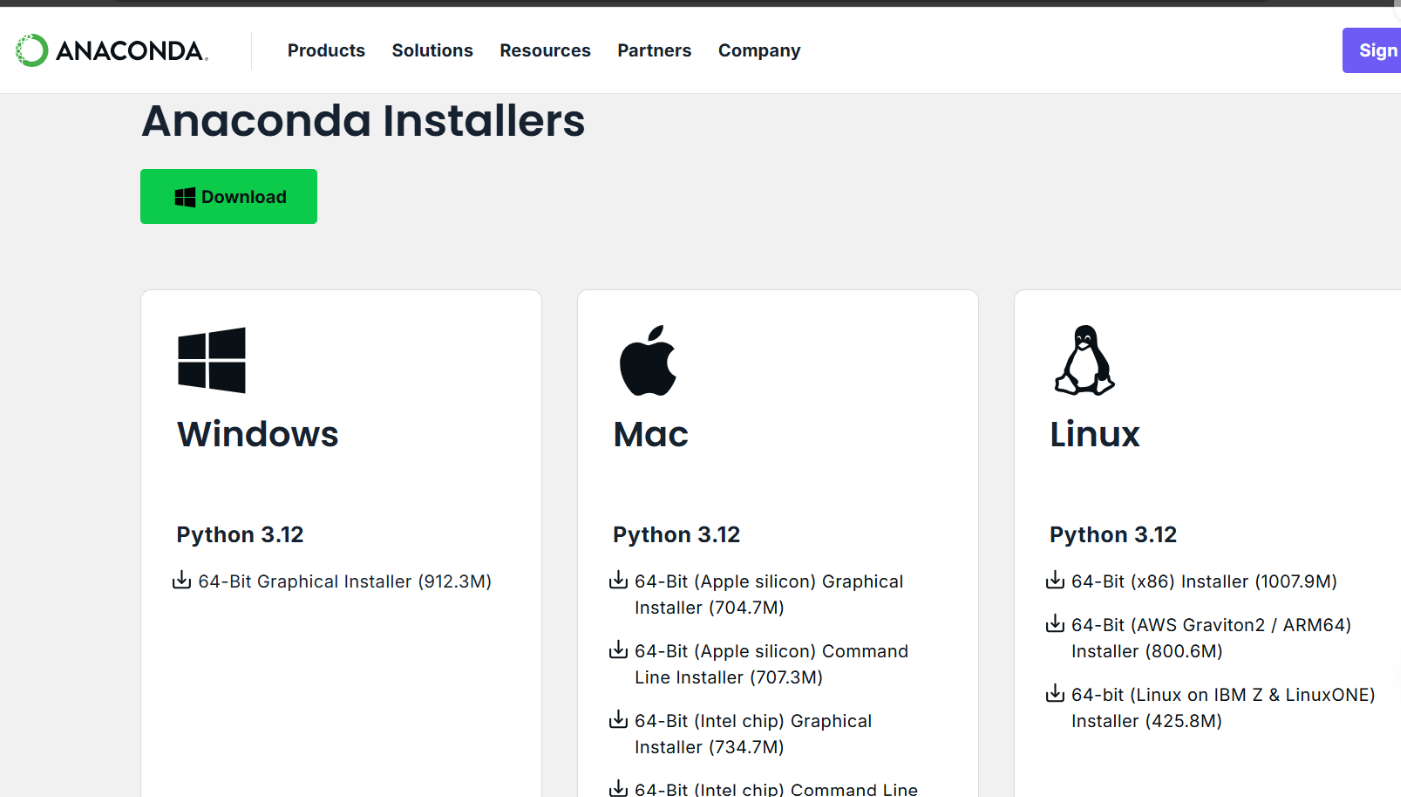 ANACONDA.
Products
Solutions
Resources
Partners
Company
Sign
Anaconda Installers
Download
Windows
Python 3.12
64-Bit Graphical Installer (912.3M)
Mac
Python 3.12
64-Bit (Apple silicon) Graphical
Installer (704.7M)
64-Bit (Apple silicon) Command
Line Installer (707.3M)
64-Bit (Intel chip) Graphical
Installer (734.7M)
64-Bit (Intel chip) Command Line
Linux
Python 3.12
64-Bit (x86) Installer (1007.9M)
64-Bit (AWS Graviton2 / ARM64)
Installer (800.6M)
64-bit (Linux on IBM Z & LinuxONE)
Installer (425.8M)